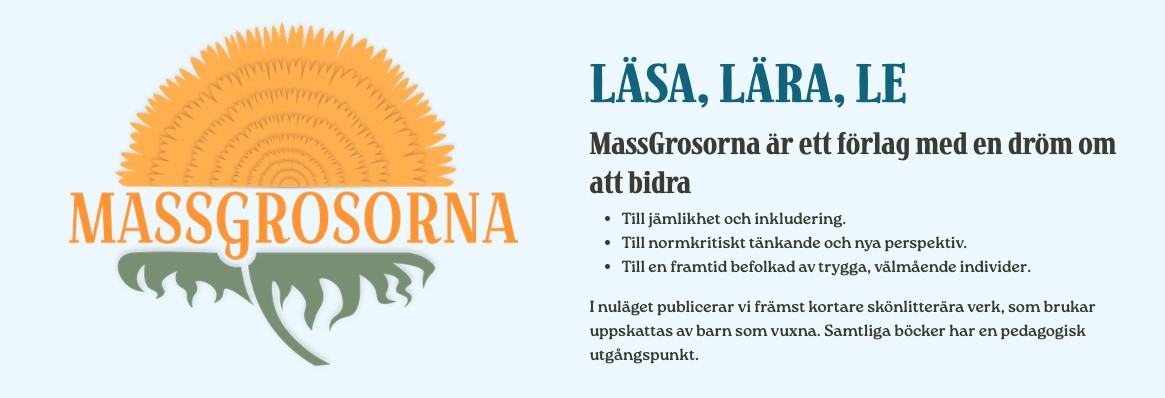 MASSGROSORNA
LÄSA, LÄRA, LE
MassGrosorna är ett förlag med en dröm om
att bidra
• Till jämlikhet och inkludering.
• Till normkritiskt tänkande och nya perspektiv.
• Till en framtid befolkad av trygga, välmående individer.
I nuläget publicerar vi främst kortare skönlitterära verk, som brukar
uppskattas av barn som vuxna. Samtliga böcker har en pedagogisk
utgångspunkt.